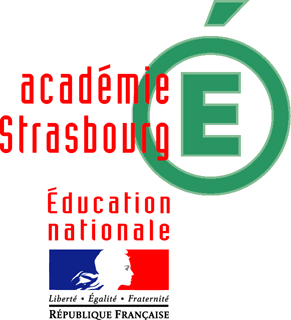 académie
Strasbourg
É
Éducation
nationale
Liberté • Égalité • Fraternité
RÉPUBLIQUE FRANÇAISE